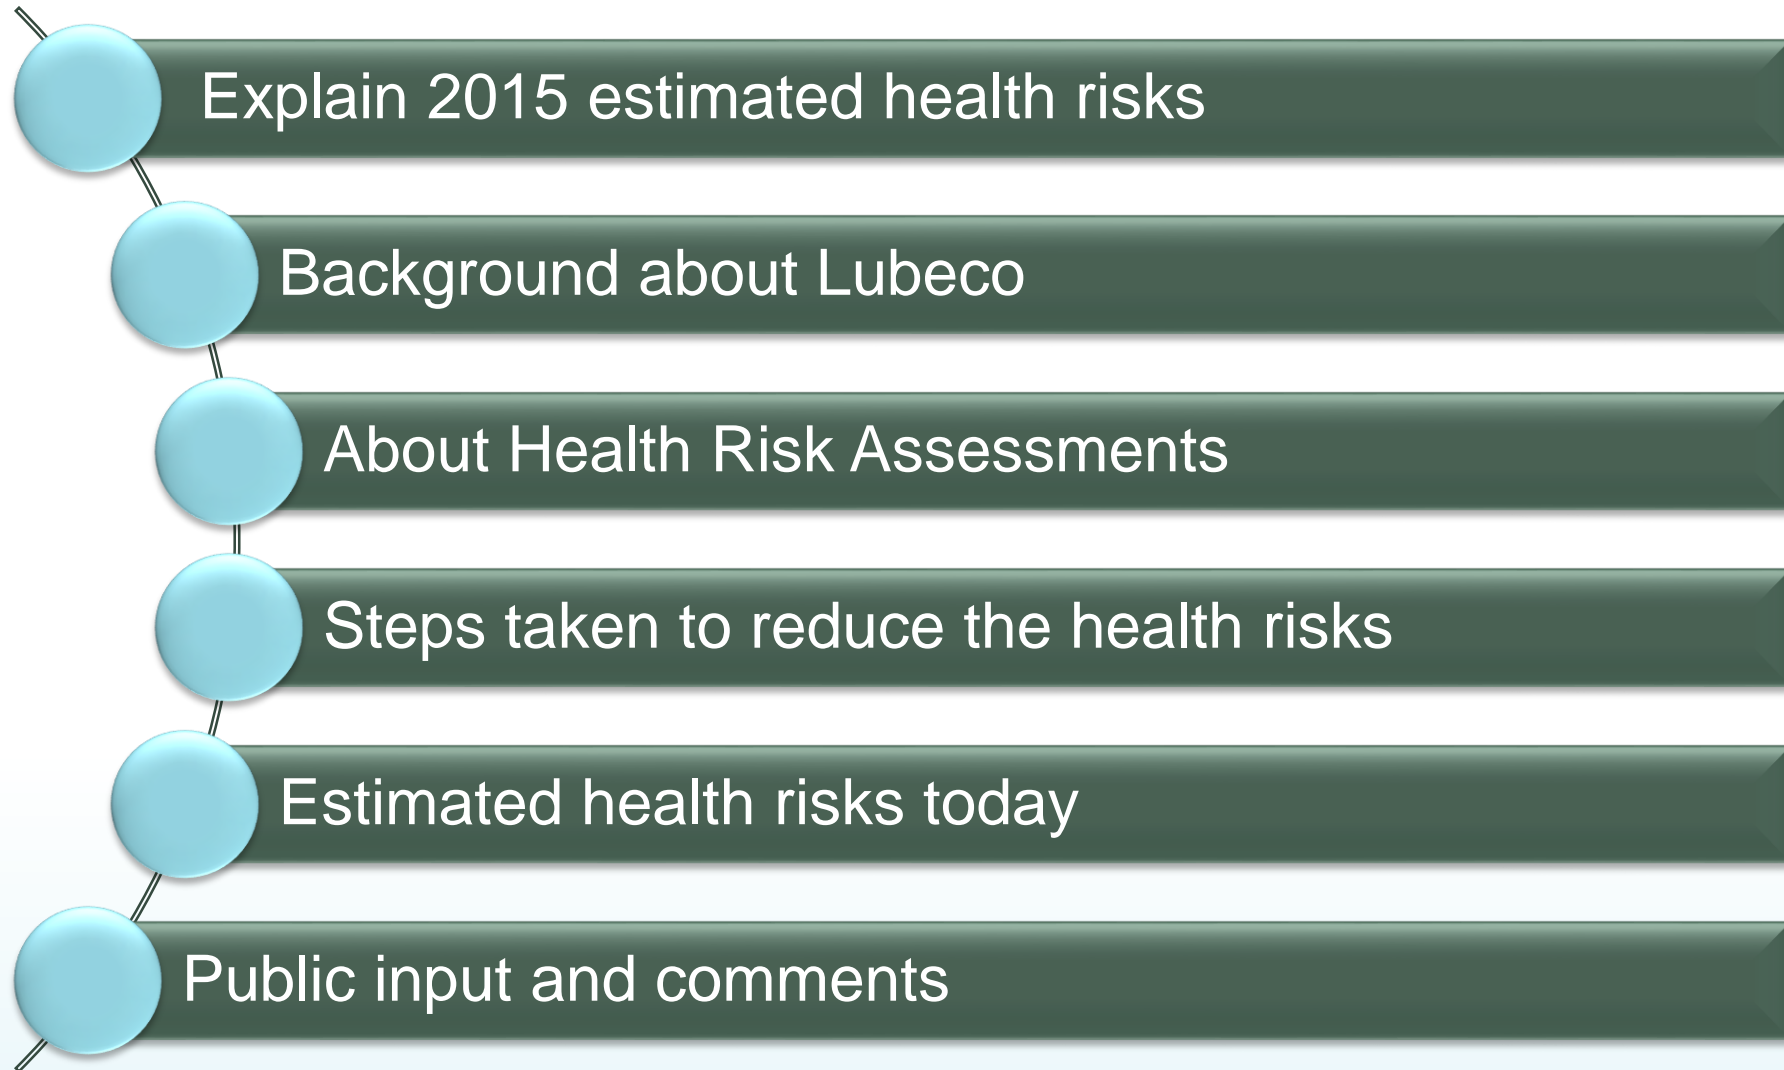 Explain 2015 estimated health risks
Background about Lubeco
About Health Risk Assessments
Steps taken to reduce the health risks
Estimated health risks today
Public input and comments